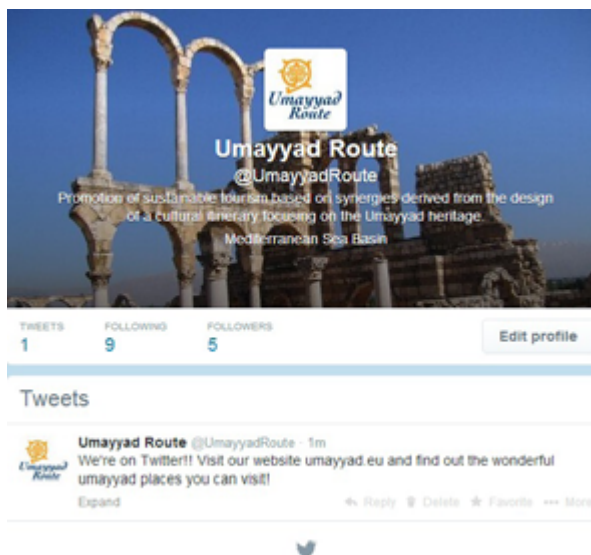 Umayyad
Route
Umayyad Route
@UmayyadRoute
Promotion of sustainable tourism based on synergies derived from the design
of a cultural itinerary focusing on the Umayyad heritage.
Mediterranean Sea Basin
TWEETS FOLLOWING FOLLOWERS
1 9 5
Edit profile
Tweets
Umayyad
Route
Umayyad Route @UmayyadRoute · 1m
We're on Twitter!! Visit our website umayyad.eu and find out the wonderful
umayyad places you can visit!
Expand Reply Delete Favorite More